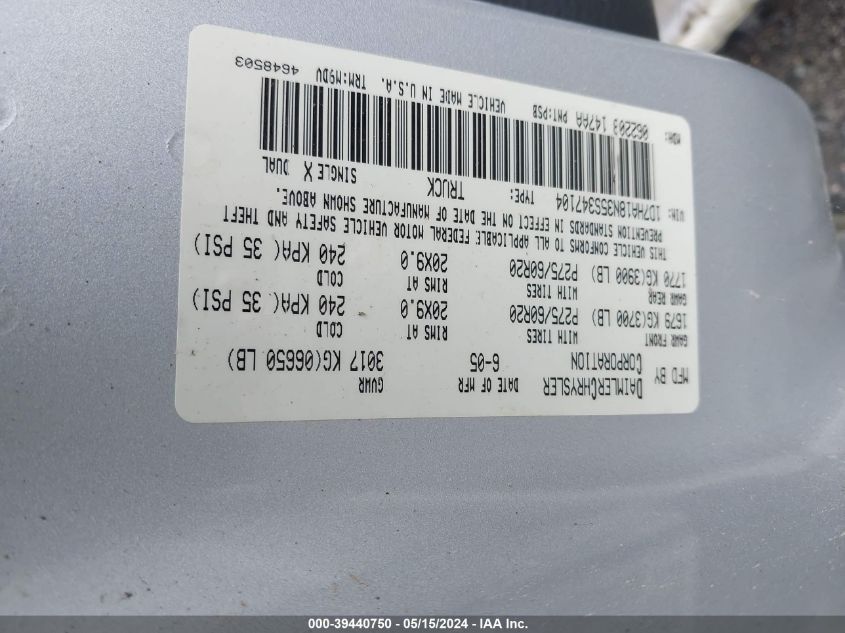 MFD BY DAIMLERCHRYSLER CORPORATION DATE OF MFR 6-05 GVWR 3017 KG(06650 LB)
GAWR FRONT WITH TIRES RIMS AT COLD
1679 KG(3700 LB) P275/60R20 20X9.0 240 KPA( 35 PSI)
GAWR REAR WITH TIRES RIMS AT COLD
1770 KG(3900 LB) P275/60R20 20X9.0 240 KPA( 35 PSI)
THIS VEHICLE CONFORMS TO ALL APPLICABLE FEDERAL MOTOR VEHICLE SAFETY AND THEFT
PREVENTION STANDARDS IN EFFECT ON THE DATE OF MANUFACTURE SHOWN ABOVE.
VIN: 1D7HA18N35S347104 TYPE: TRUCK SINGLE X DUAL
MDH: 062203 147AA PNT:PSB VEHICLE MADE IN U.S.A. TRM:M9DV 4648503
000-39440750 - 05/15/2024 - IAA Inc.